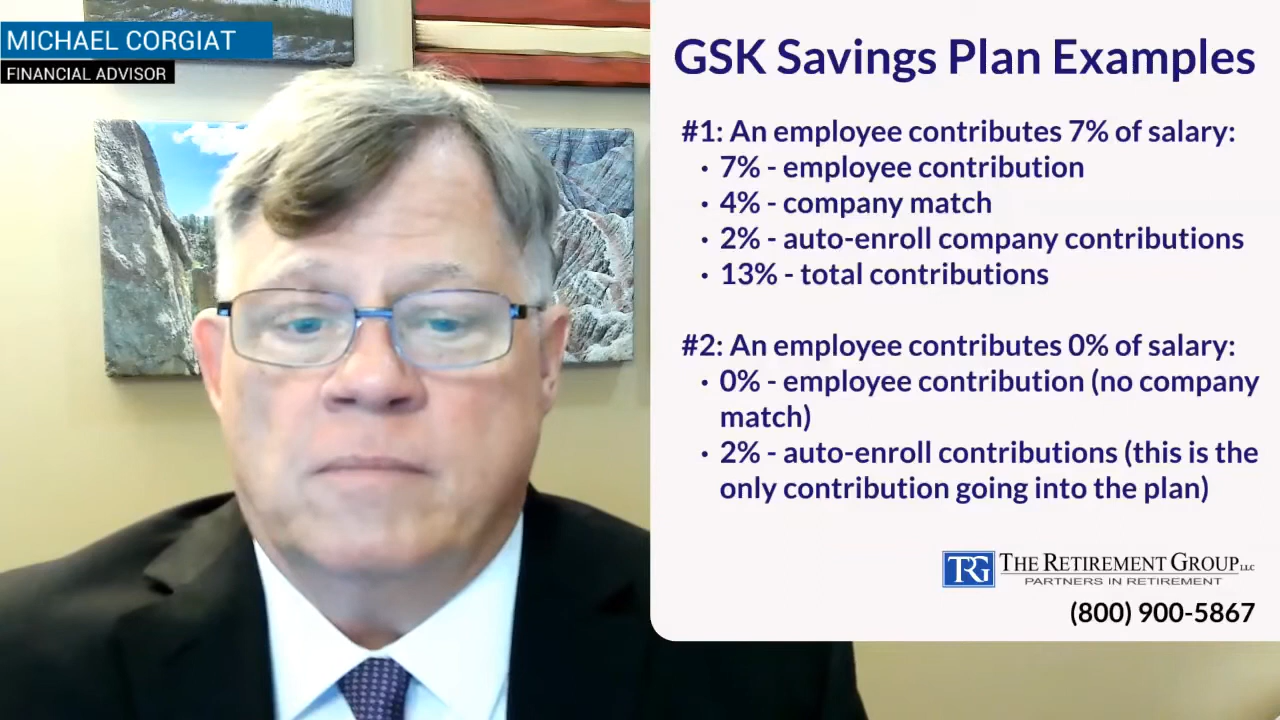 MICHAEL CORGIAT
FINANCIAL ADVISOR
GSK Savings Plan Examples
#1: An employee contributes 7% of salary:
• 7% - employee contribution
• 4% - company match
• 2% - auto-enroll company contributions
• 13% - total contributions
#2: An employee contributes 0% of salary:
• 0% - employee contribution (no company
match)
• 2% - auto-enroll contributions (this is the
only contribution going into the plan)
TRG THE RETIREMENT GROUP LLC
PARTNERS IN RETIREMENT
(800) 900-5867